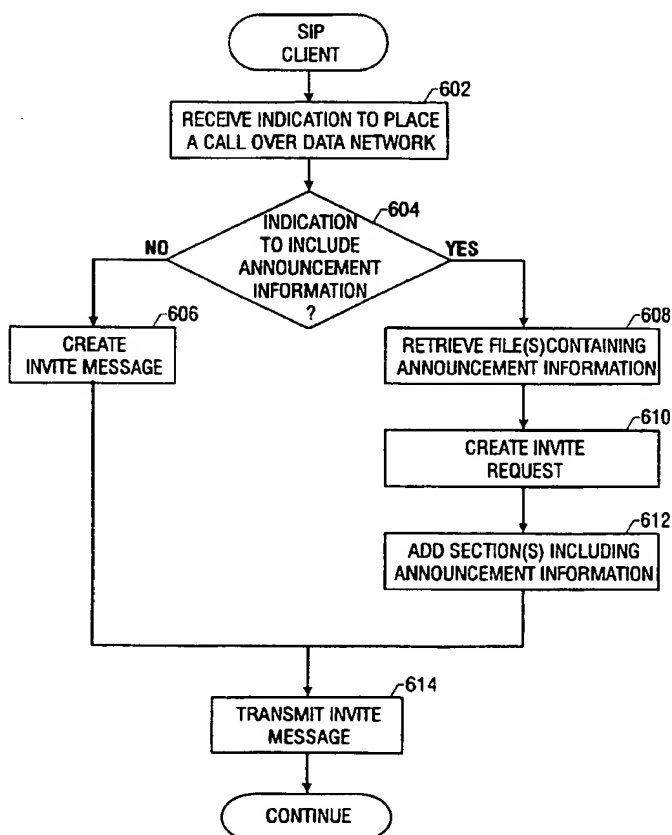 SIP
CLIENT
602
RECEIVE INDICATION TO PLACE
A CALL OVER DATA NETWORK
604
INDICATION
TO INCLUDE
ANNOUNCEMENT
INFORMATION
?
NO
YES
606
CREATE
INVITE MESSAGE
608
RETRIEVE FILE(S)CONTAINING
ANNOUNCEMENT INFORMATION
610
CREATE INVITE
REQUEST
612
ADD SECTION(S) INCLUDING
ANNOUNCEMENT INFORMATION
614
TRANSMIT INVITE
MESSAGE
CONTINUE